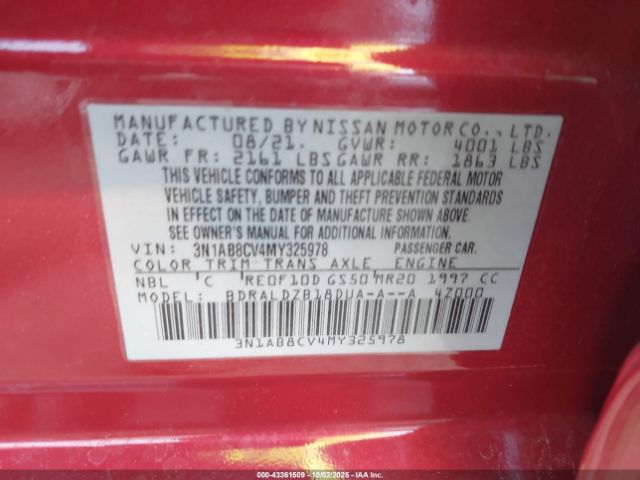 MANUFACTURED BY NISSAN MOTOR CO., LTD.
DATE: 08/21. GVWR: 4001 LBS
GAWR FR: 2161 LBS GAWR RR: 1863 LBS
THIS VEHICLE CONFORMS TO ALL APPLICABLE FEDERAL MOTOR
VEHICLE SAFETY, BUMPER AND THEFT PREVENTION STANDARDS
IN EFFECT ON THE DATE OF MANUFACTURE SHOWN ABOVE.
SEE OWNER'S MANUAL FOR ADDITIONAL INFORMATION.
VIN: 3N1AB8CV4MY325978 PASSENGER CAR.
COLOR TRIM TRANS AXLE ENGINE
NBL C RE0F10D GS50 MR20 1997 CC
MODEL: BDRALDZB18DUA-A--A 4Z000
3N1AB8CV4MY325978
000-43361509 | 10/02/2025 | IAAI.com